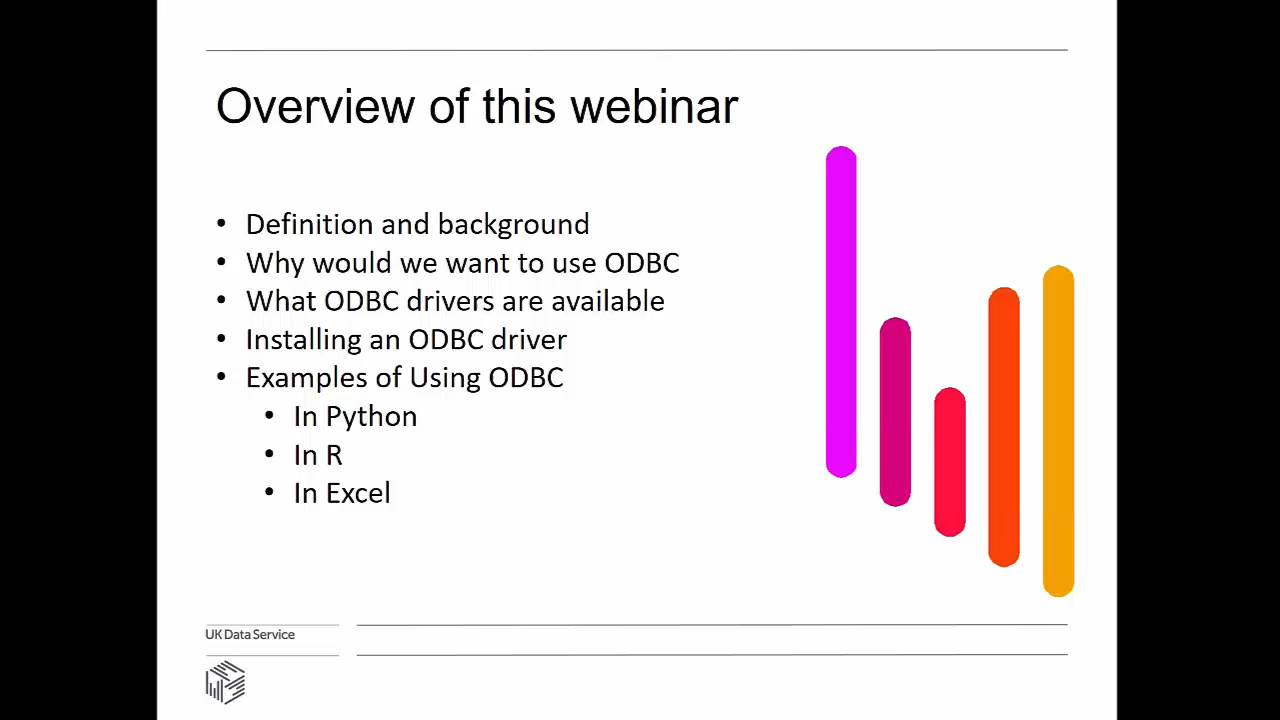 Overview of this webinar
• Definition and background
• Why would we want to use ODBC
• What ODBC drivers are available
• Installing an ODBC driver
• Examples of Using ODBC
• In Python
• In R
• In Excel
UK Data Service